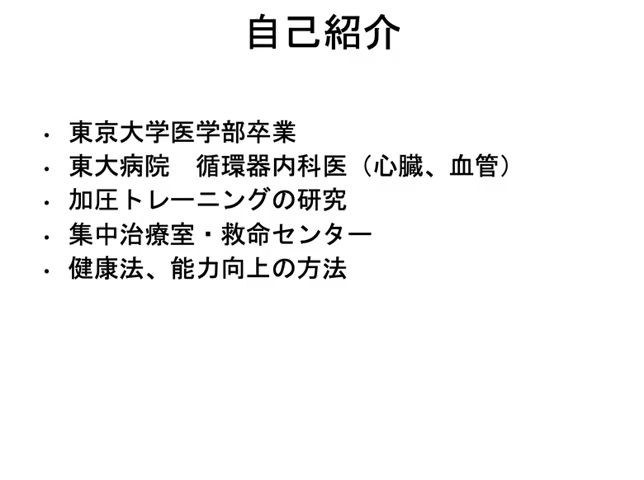 自己紹介
• 東京大学医学部卒業
• 東大病院　循環器内科医（心臓、血管）
• 加圧トレーニングの研究
• 集中治療室・救命センター
• 健康法、能力向上の方法